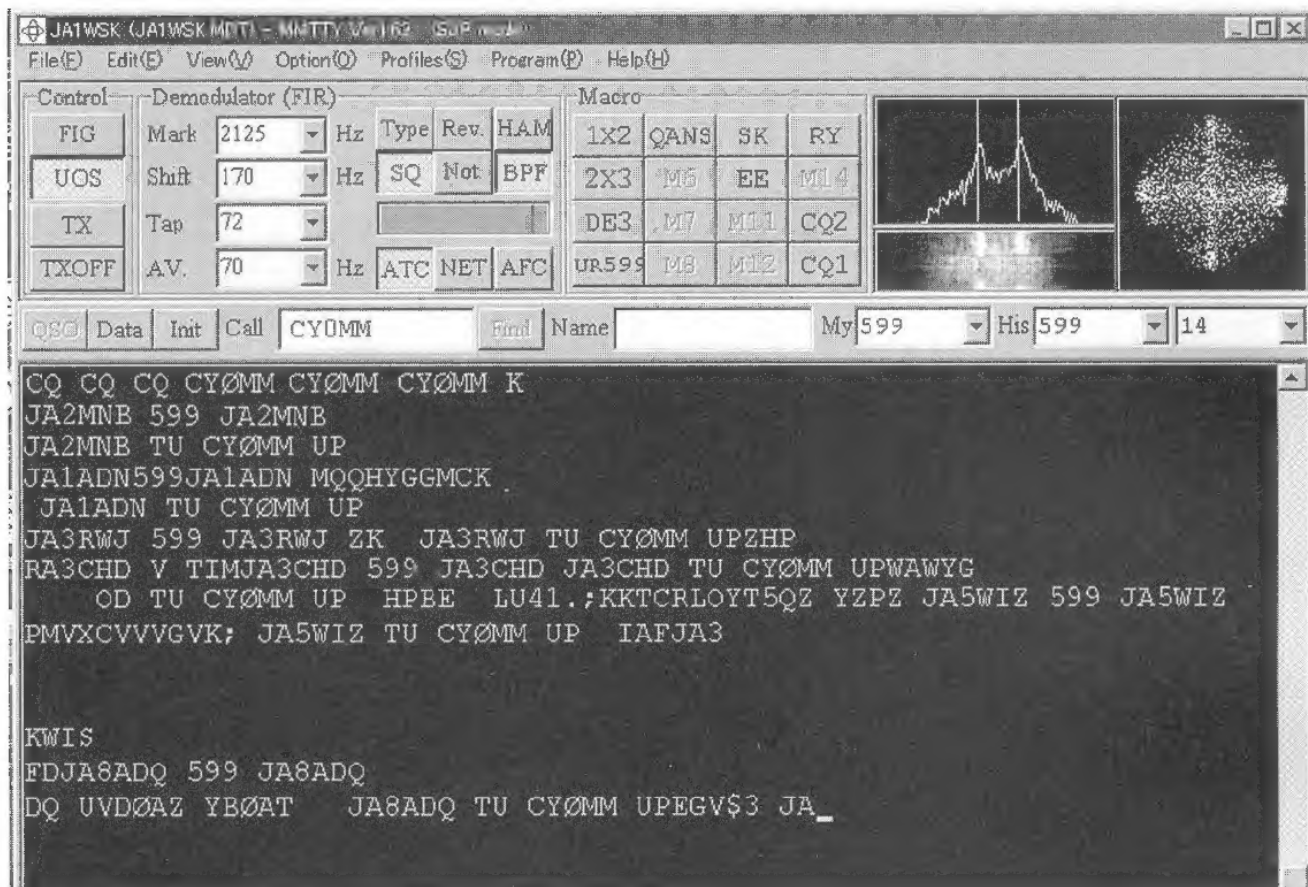 JA1WSK (JA1WSK MDT) - MMTTY
File(F) Edit(E) View(V) Option(O) Profiles(S) Program(P) Help(H)
Control Demodulator (FIR) Macro
FIG Mark 2125 Hz Type Rev. HAM 1X2 QANS SK RY
UOS Shift 170 Hz SQ Not BPF 2X3 M6 EE M14
TX Tap 72 DE3 M7 M11 CQ2
TXOFF AV. 70 Hz ATC NET AFC UR599 M8 M12 CQ1
QSO Data Init Call CY0MM Find Name My 599 His 599 14
CQ CQ CQ CYØMM CYØMM CYØMM K
JA2MNB 599 JA2MNB
JA2MNB TU CYØMM UP
JA1ADN599JA1ADN MQQHYGGMCK
JA1ADN TU CYØMM UP
JA3RWJ 599 JA3RWJ ZK JA3RWJ TU CYØMM UPZHP
RA3CHD V TIMJA3CHD 599 JA3CHD JA3CHD TU CYØMM UPWAWYG
OD TU CYØMM UP HPBE LU41.;KKTCRLOYT5QZ YZPZ JA5WIZ 599 JA5WIZ
PMVXCVVVGVK; JA5WIZ TU CYØMM UP IAFJA3
KWIS
FDJA8ADQ 599 JA8ADQ
DQ UVDØAZ YBØAT JA8ADQ TU CYØMM UPEGV$3 JA_